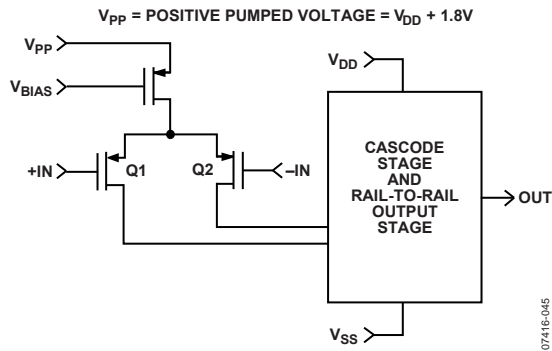 VPP = POSITIVE PUMPED VOLTAGE = VDD + 1.8V
VPP
VDD
VBIAS
+IN
Q1
Q2
–IN
CASCODE
STAGE
AND
RAIL-TO-RAIL
OUTPUT
STAGE
OUT
VSS
07416-045